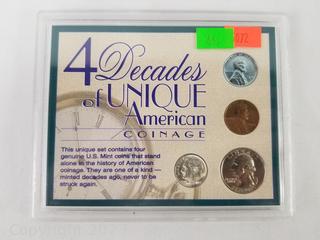 4 Decades
of UNIQUE
American
COINAGE
This unique set contains four
genuine U.S. Mint coins that stand
alone in the history of American
coinage. They are one of a kind —
minted decades ago, never to be
struck again.